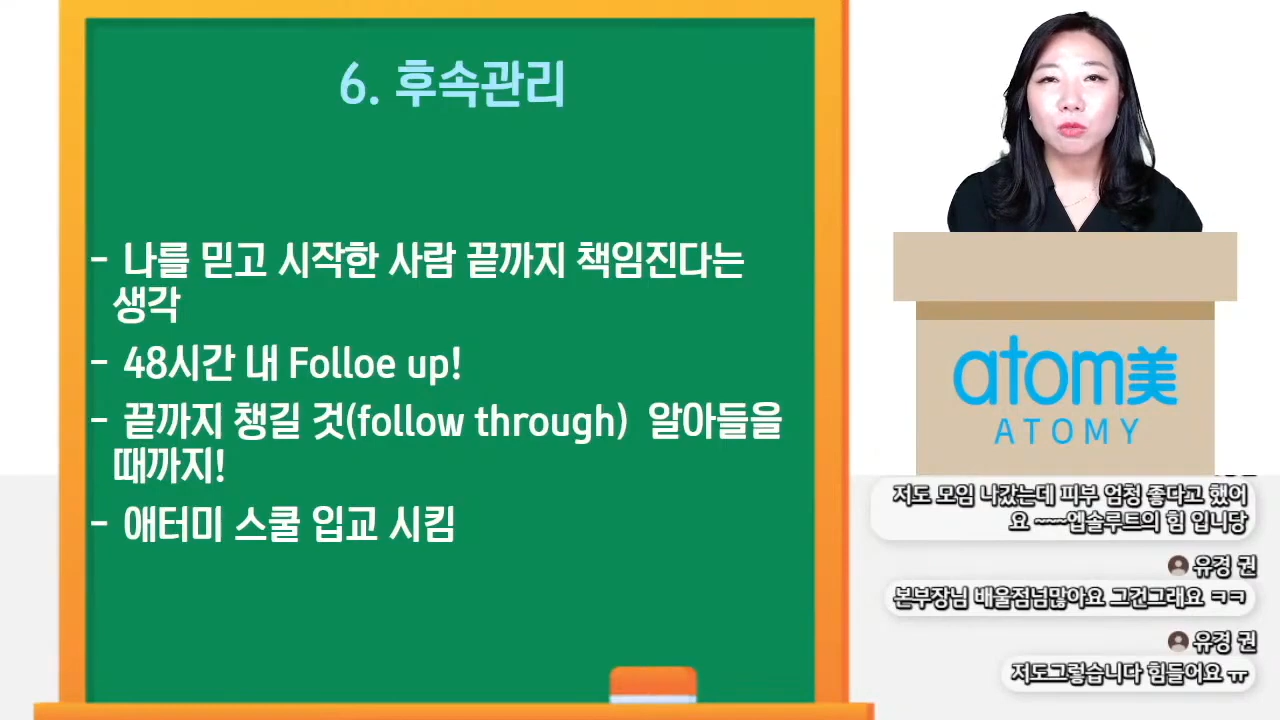 6. 후속관리
- 나를 믿고 시작한 사람 끝까지 책임진다는
생각
- 48시간 내 Folloe up!
- 끝까지 챙길 것(follow through) 알아들을
때까지!
- 애터미 스쿨 입교 시킴
atom美
ATOMY
저도 모임 나갔는데 피부 엄청 좋다고 했어
요 ~~~엡솔루트의 힘 입니당
유경 권
본부장님 배울점넘많아요 그건그래요 ㅋㅋ
유경 권
저도그렇습니다 힘들어요 ㅠ